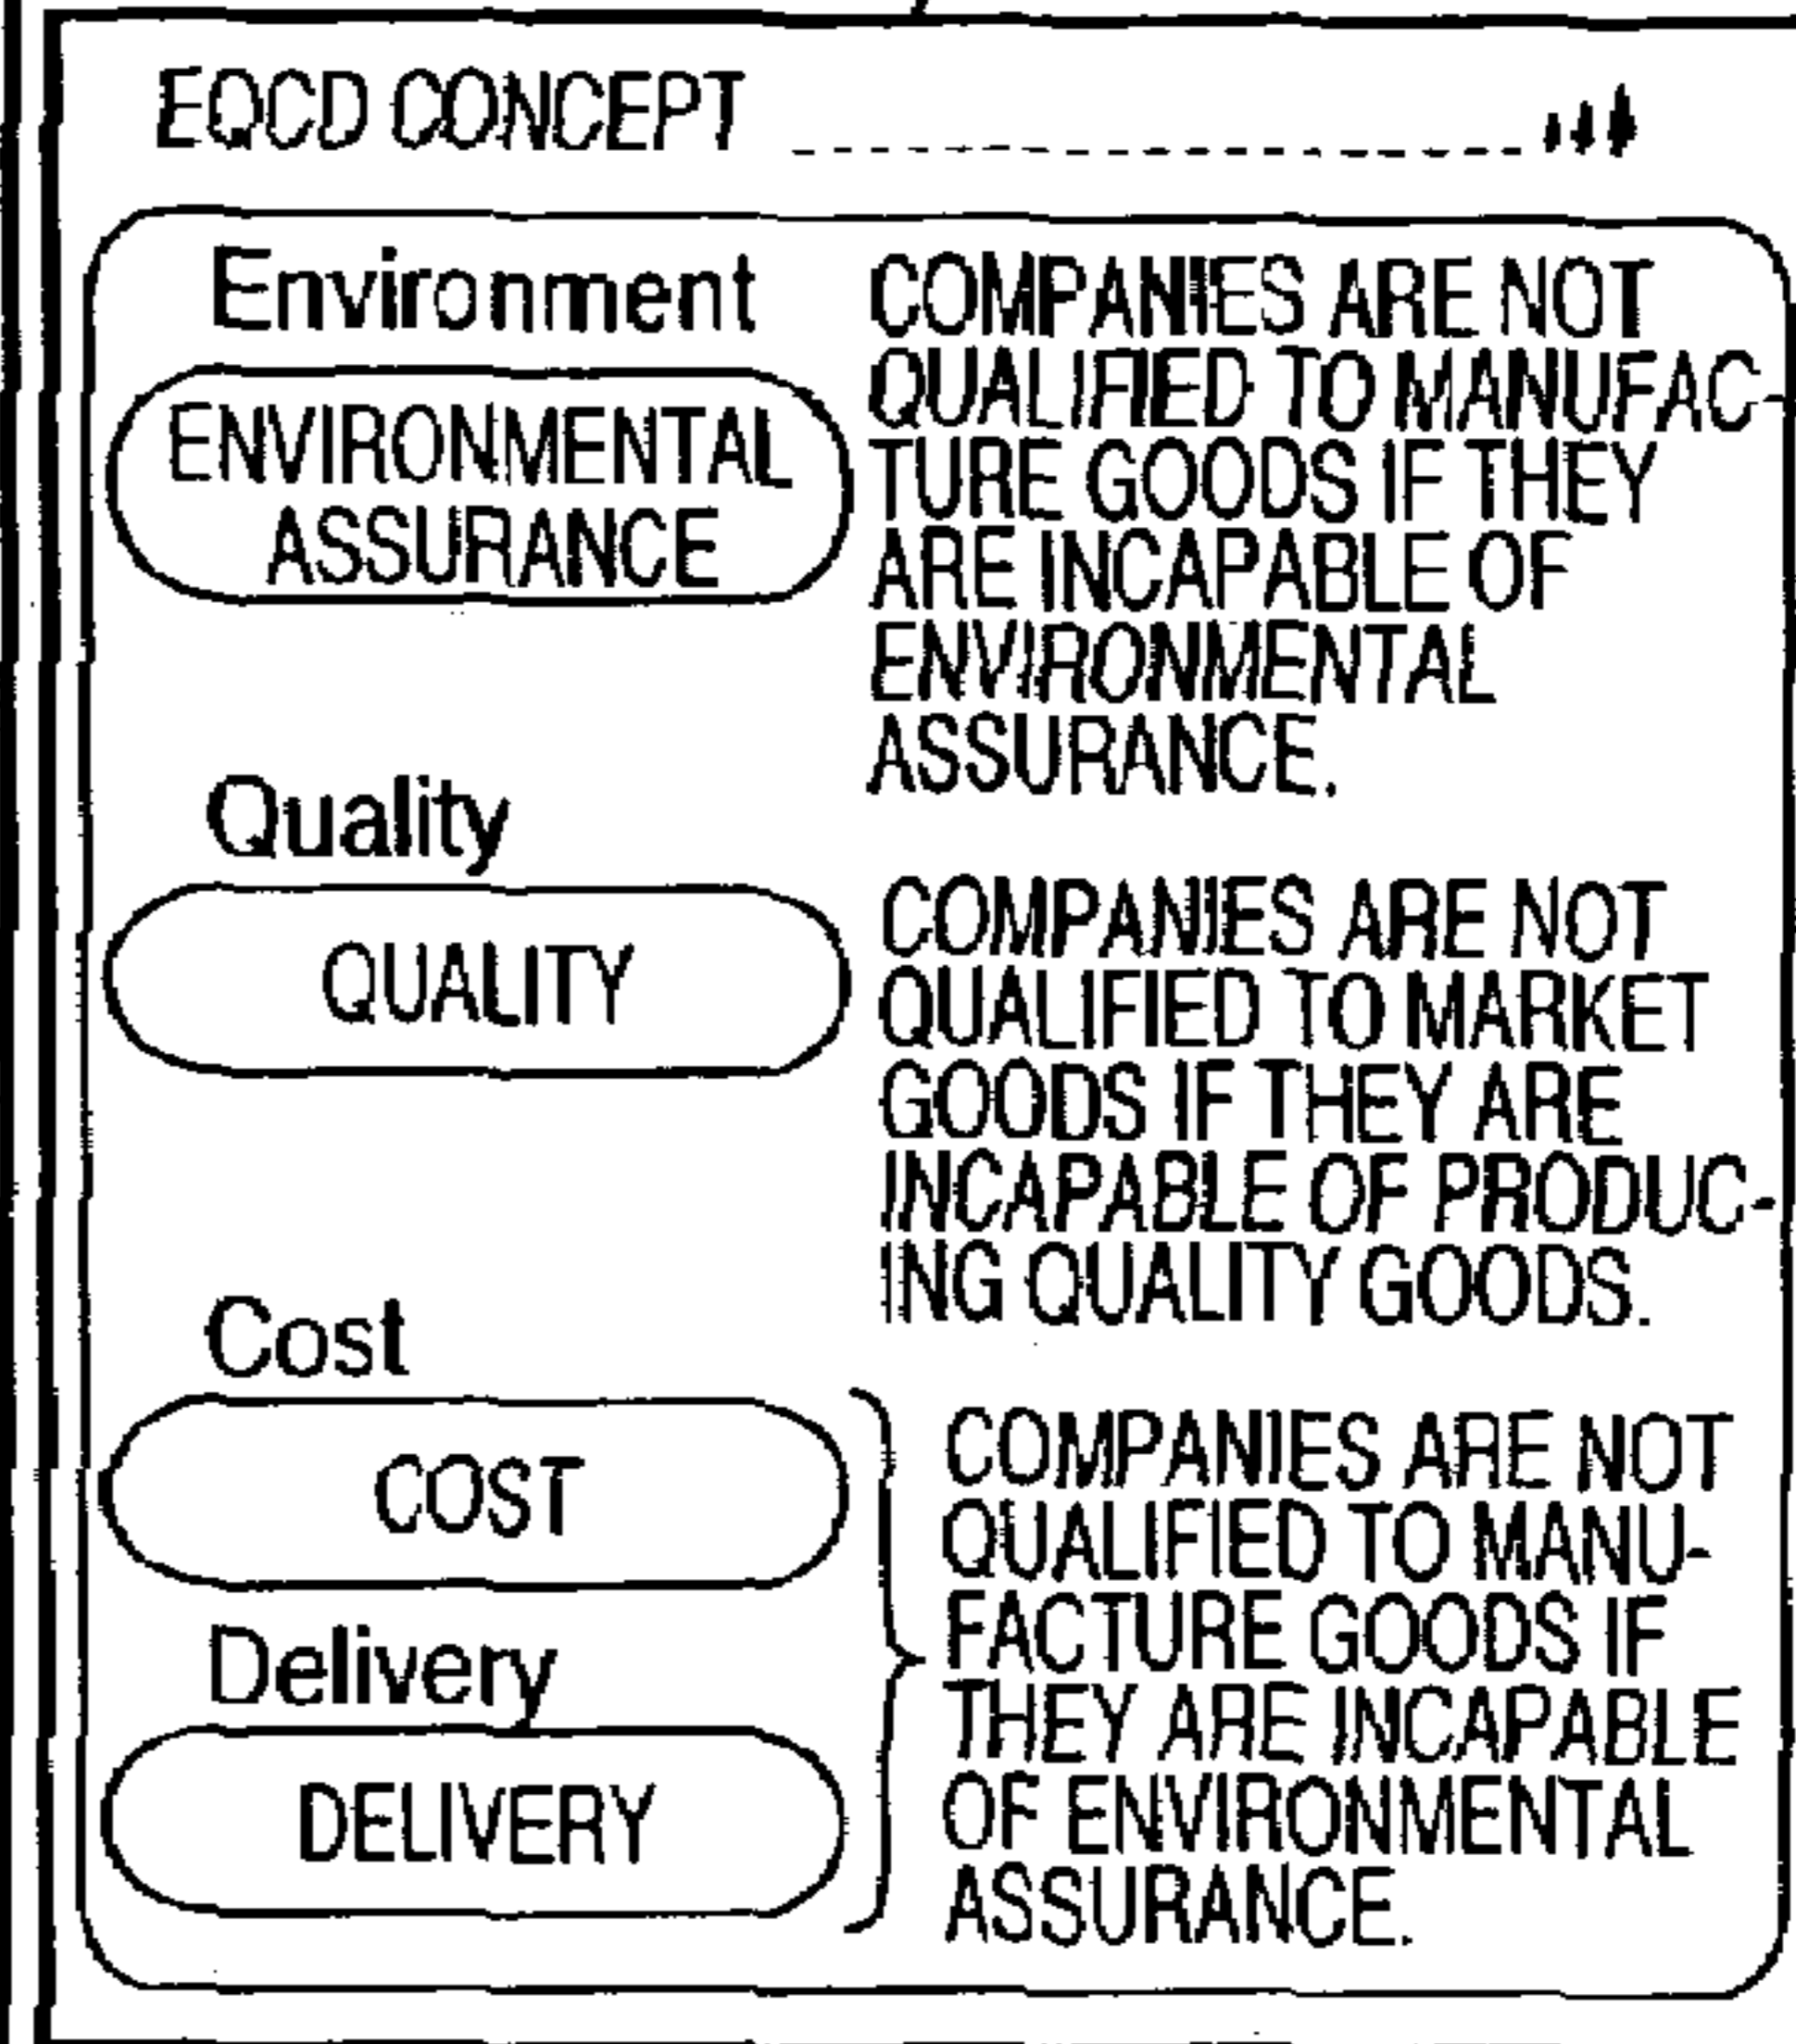 EQCD CONCEPT
Environment
ENVIRONMENTAL
ASSURANCE
COMPANIES ARE NOT
QUALIFIED TO MANUFAC-
TURE GOODS IF THEY
ARE INCAPABLE OF
ENVIRONMENTAL
ASSURANCE.
Quality
QUALITY
COMPANIES ARE NOT
QUALIFIED TO MARKET
GOODS IF THEY ARE
INCAPABLE OF PRODUC-
ING QUALITY GOODS.
Cost
COST
Delivery
DELIVERY
COMPANIES ARE NOT
QUALIFIED TO MANU-
FACTURE GOODS IF
THEY ARE INCAPABLE
OF ENVIRONMENTAL
ASSURANCE.